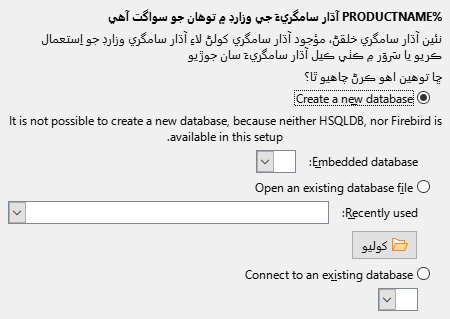 %PRODUCTNAME آڌار سامگريءَ جي وزارڊ ۾ توهان جو سواگت آهي
نئين آڌار سامگري خلقڻ، مؤجود آڌار سامگري کولڻ لاءِ آڌار سامگري وزارڊ جو اِستعمال
ڪريو يا سَروَر ۾ ڪٺي ڪيل آڌار سامگريءَ سان جوڙيو
ڇا توهين اهو ڪرڻ چاهيو ٿا؟
Create a new database
It is not possible to create a new database, because neither HSQLDB, nor Firebird is
available in this setup.
Embedded database:
Open an existing database file
Recently used:
کوليو
Connect to an existing database